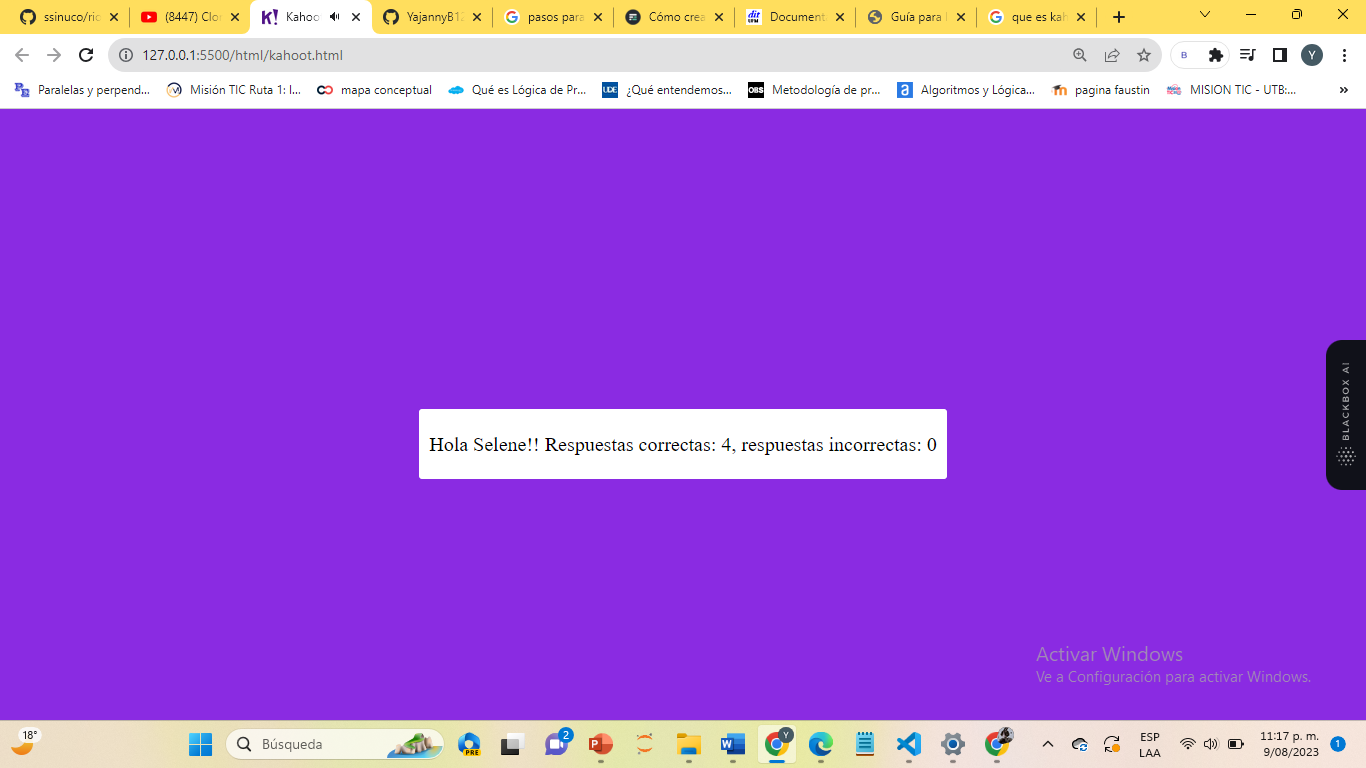 ssinuco/ric
(8447) Clo
Kahoo
YajannyB12
pasos para
Cómo crea
Documenta
Guía para
que es kah
127.0.0.1:5500/html/kahoot.html
B
Y
Paralelas y perpend...
Misión TIC Ruta 1: I...
mapa conceptual
Qué es Lógica de Pr...
UDE
¿Qué entendemos...
OBS
Metodología de pr...
Algoritmos y Lógica...
pagina faustin
MISION TIC - UTB:...
»
BLACKBOX AI
Hola Selene!! Respuestas correctas: 4, respuestas incorrectas: 0
Activar Windows
Ve a Configuración para activar Windows.
18°
Búsqueda
PRE
2
Y
ESP
LAA
11:17 p. m.
9/08/2023
1